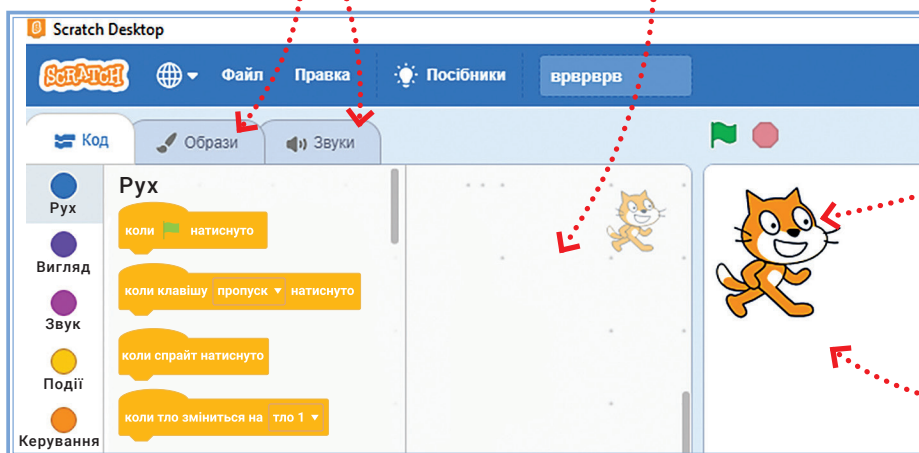 Scratch Desktop
SCRATCH Файл Правка Посібники врврврв
Код Образи Звуки
Рух
Вигляд
Звук
Події
Керування
Рух
коли натиснуто
коли клавішу пропуск натиснуто
коли спрайт натиснуто
коли тло зміниться на тло 1